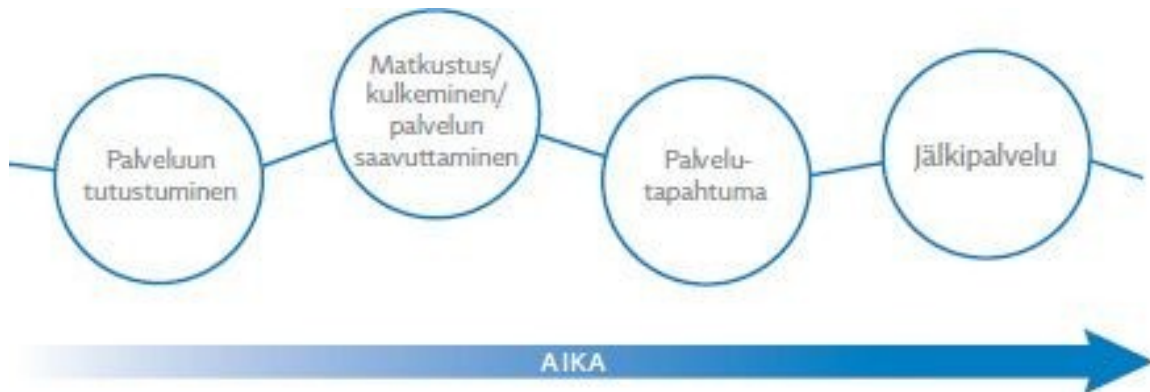 Palveluun
tutustuminen
Matkustus/
kulkeminen/
palvelun
saavuttaminen
Palvelu-
tapahtuma
Jälkipalvelu
AIKA